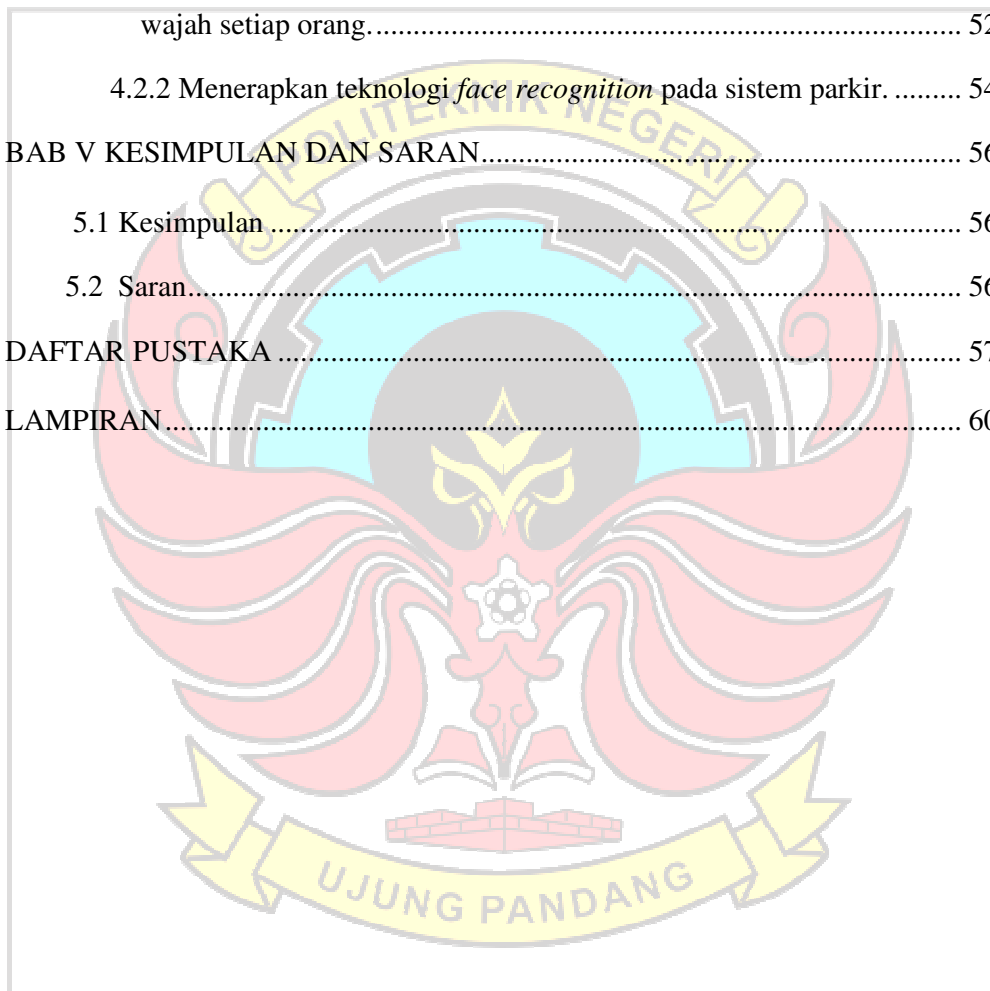 wajah setiap orang. ........................................................................... 52
4.2.2 Menerapkan teknologi face recognition pada sistem parkir. ......... 54
BAB V KESIMPULAN DAN SARAN............................................................. 56
5.1 Kesimpulan ......................................................................................... 56
5.2 Saran.................................................................................................... 56
DAFTAR PUSTAKA ....................................................................................... 57
LAMPIRAN...................................................................................................... 60
POLITEKNIK NEGERI
UJUNG PANDANG